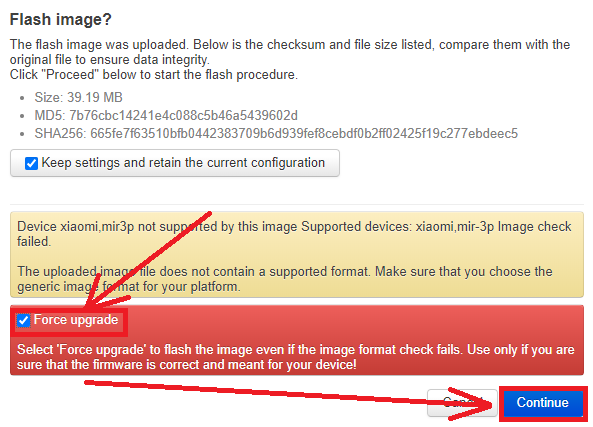 Flash image?
The flash image was uploaded. Below is the checksum and file size listed, compare them with the
original file to ensure data integrity.
Click "Proceed" below to start the flash procedure.
Size: 39.19 MB
MD5: 7b76cbc14241e4c088c5b46a5439602d
SHA256: 665fe7f63510bfb0442383709b6d939fef8cebdf0b2ff02425f19c277ebdeec5
Keep settings and retain the current configuration
Device xiaomi,mir3p not supported by this image Supported devices: xiaomi,mir-3p Image check
failed.
The uploaded image file does not contain a supported format. Make sure that you choose the
generic image format for your platform.
Force upgrade
Select 'Force upgrade' to flash the image even if the image format check fails. Use only if you are
sure that the firmware is correct and meant for your device!
Cancel
Continue